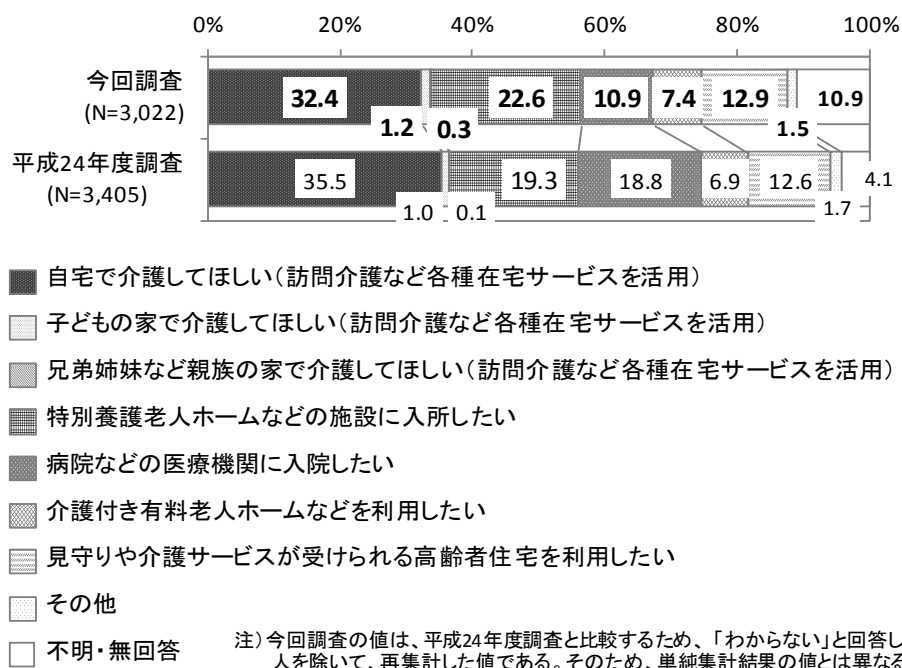 0% 20% 40% 60% 80% 100%
今回調査
(N=3,022)
32.4 22.6 10.9 7.4 12.9 10.9
1.2 0.3 1.5
平成24年度調査
(N=3,405)
35.5 19.3 18.8 6.9 12.6 4.1
1.0 0.1 1.7
自宅で介護してほしい(訪問介護など各種在宅サービスを活用)
子どもの家で介護してほしい(訪問介護など各種在宅サービスを活用)
兄弟姉妹など親族の家で介護してほしい(訪問介護など各種在宅サービスを活用)
特別養護老人ホームなどの施設に入所したい
病院などの医療機関に入院したい
介護付き有料老人ホームなどを利用したい
見守りや介護サービスが受けられる高齢者住宅を利用したい
その他
不明・無回答
注)今回調査の値は、平成24年度調査と比較するため、「わからない」と回答し
人を除いて、再集計した値である。そのため、単純集計結果の値とは異なる